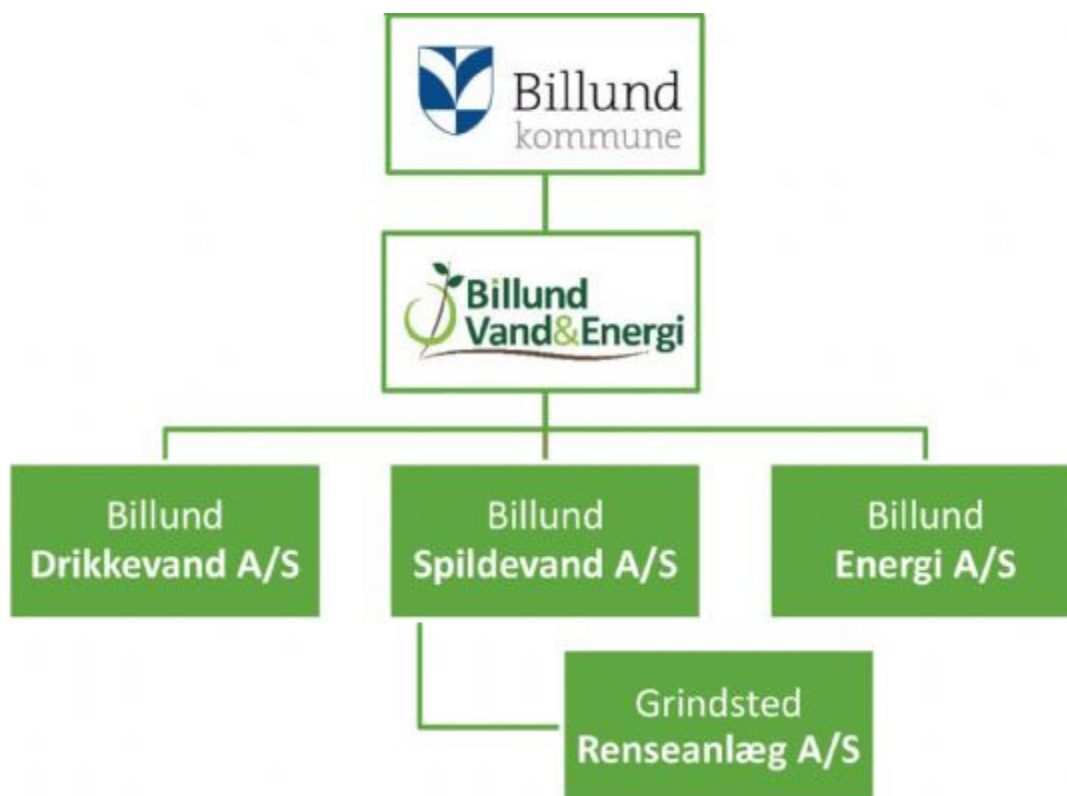 Billund
kommune
Billund
Vand&Energi
Billund
Drikkevand A/S
Billund
Spildevand A/S
Billund
Energi A/S
Grindsted
Renseanlæg A/S